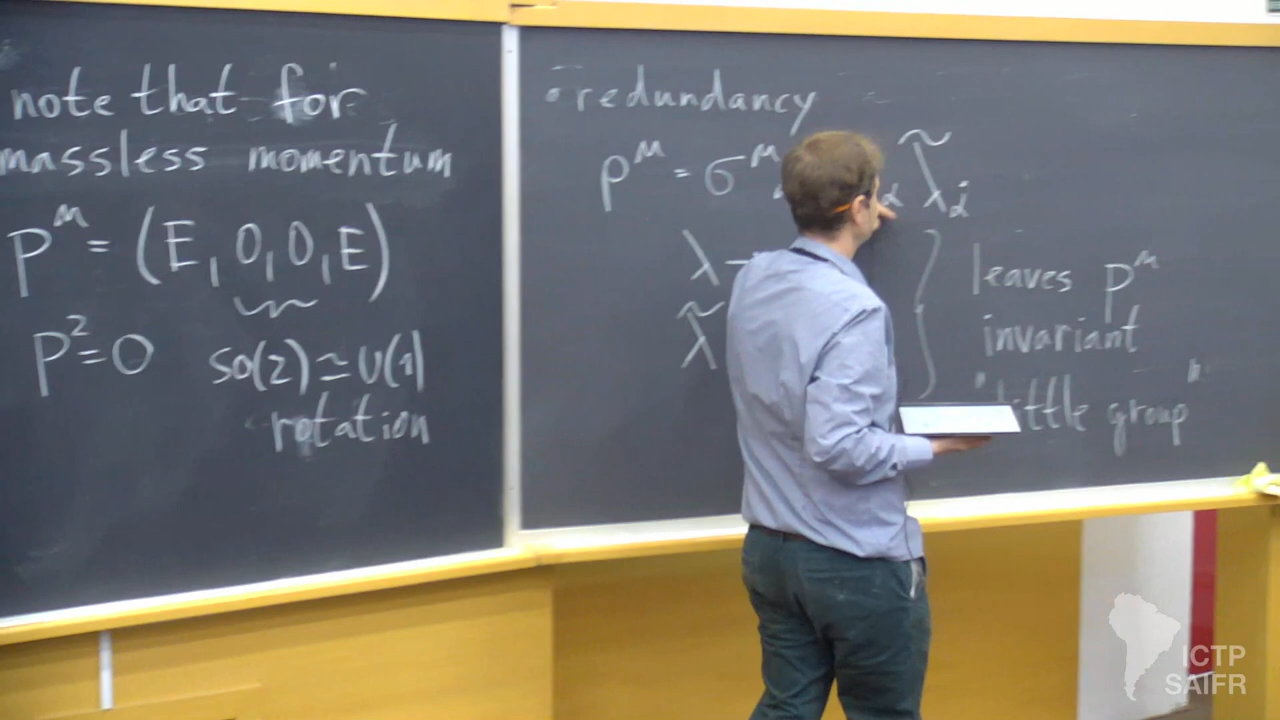 note that for
massless momentum
P^μ = (E, 0, 0, E)
P² = 0 SO(2) ≃ U(1)
rotation
- redundancy
P^μ = σ^μ α λ̃_α̇
λ -
λ̃
} leaves P^μ
invariant
"little group"
ICTP
SAIFR